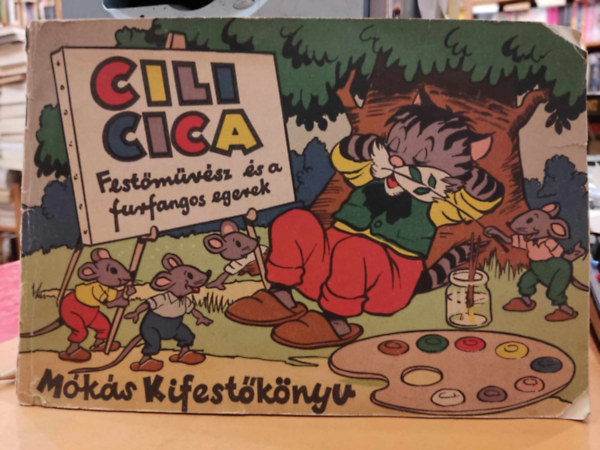 CILI
CICA
Festőművész és a
furfangos egerek
Mókás Kifestőkönyv